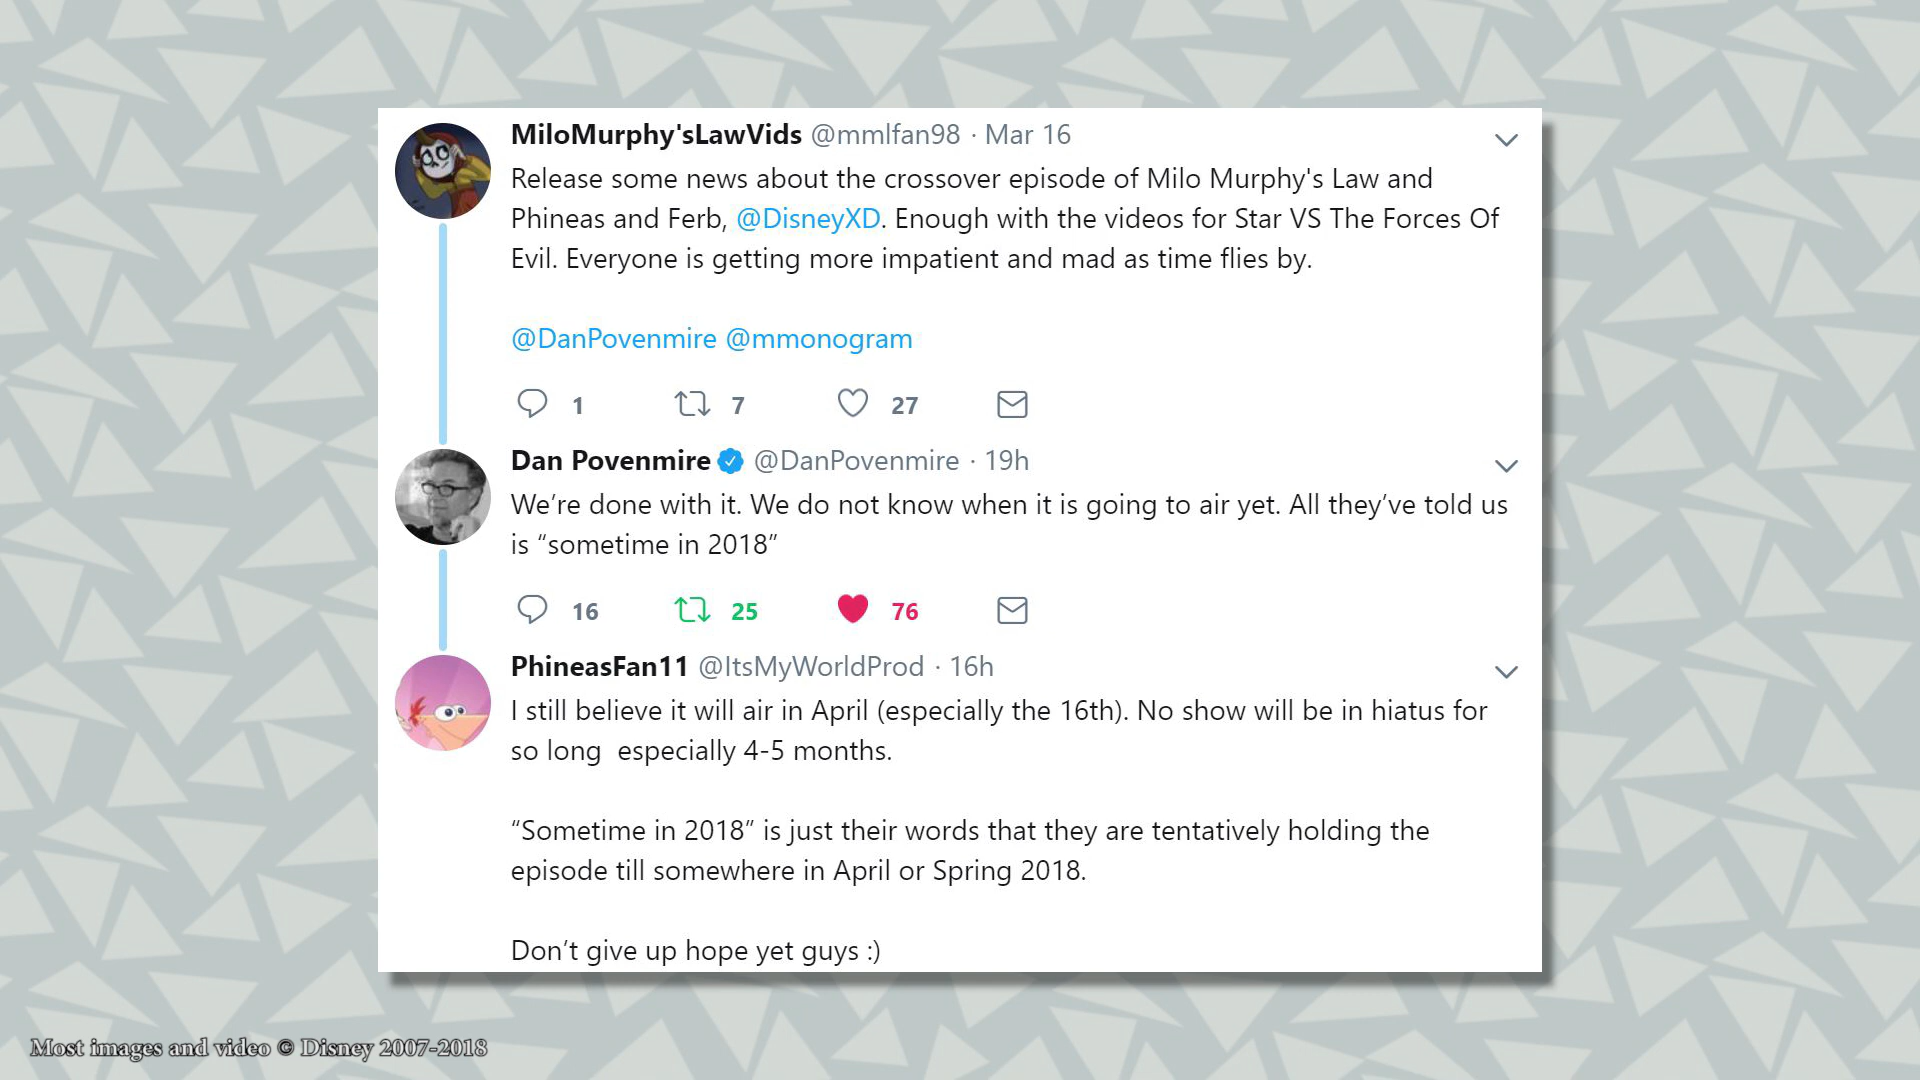 MiloMurphy'sLawVids @mmlfan98 · Mar 16
Release some news about the crossover episode of Milo Murphy's Law and
Phineas and Ferb, @DisneyXD. Enough with the videos for Star VS The Forces Of
Evil. Everyone is getting more impatient and mad as time flies by.
@DanPovenmire @mmonogram
1 7 27
Dan Povenmire @DanPovenmire · 19h
We’re done with it. We do not know when it is going to air yet. All they’ve told us
is “sometime in 2018”
16 25 76
PhineasFan11 @ItsMyWorldProd · 16h
I still believe it will air in April (especially the 16th). No show will be in hiatus for
so long  especially 4-5 months.
“Sometime in 2018” is just their words that they are tentatively holding the
episode till somewhere in April or Spring 2018.
Don’t give up hope yet guys :)
Most images and video © Disney 2007-2018